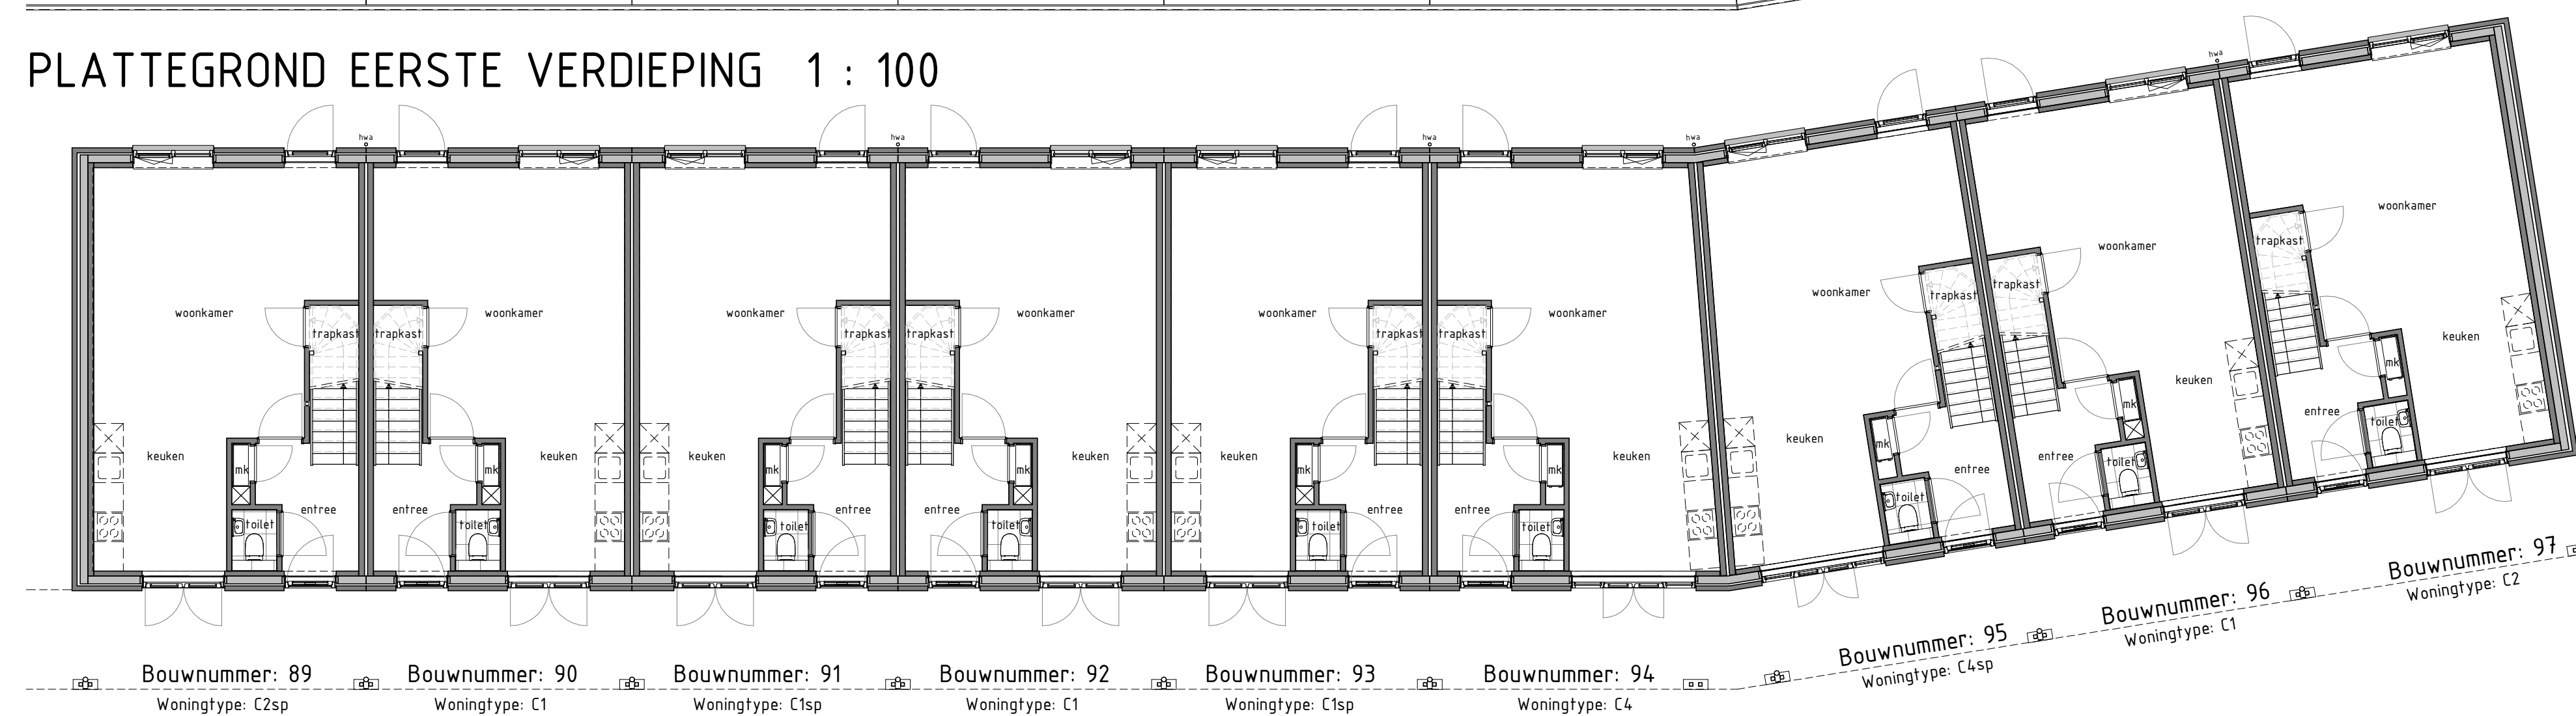 PLATTEGROND EERSTE VERDIEPING 1 : 100
hwa
hwa
hwa
hwa
hwa
woonkamer
trapkast
keuken
mk
entree
toilet
Bouwnummer: 89
Woningtype: C2sp
trapkast
woonkamer
mk
keuken
entree
toilet
Bouwnummer: 90
Woningtype: C1
woonkamer
trapkast
keuken
mk
entree
toilet
Bouwnummer: 91
Woningtype: C1sp
trapkast
woonkamer
mk
keuken
entree
toilet
Bouwnummer: 92
Woningtype: C1
woonkamer
trapkast
keuken
mk
entree
toilet
Bouwnummer: 93
Woningtype: C1sp
trapkast
woonkamer
mk
keuken
entree
toilet
Bouwnummer: 94
Woningtype: C4
woonkamer
trapkast
keuken
mk
entree
toilet
Bouwnummer: 95
Woningtype: C4sp
woonkamer
trapkast
keuken
mk
entree
toilet
Bouwnummer: 96
Woningtype: C1
woonkamer
trapkast
keuken
mk
entree
toilet
Bouwnummer: 97
Woningtype: C2